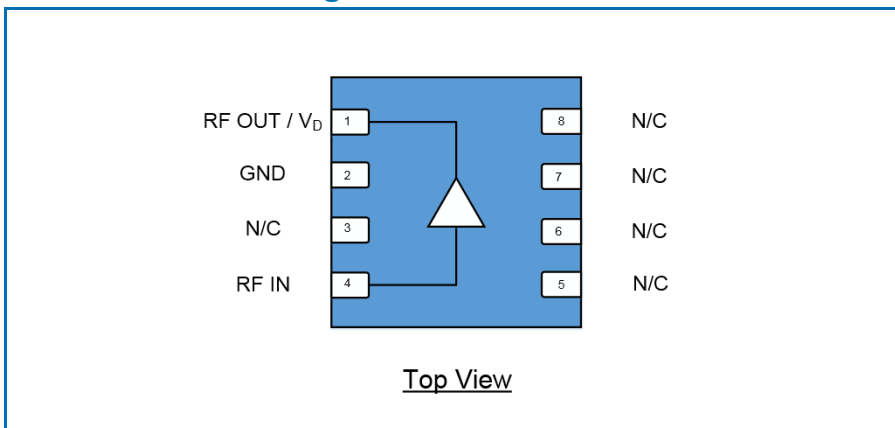 RF OUT / VD 1 8 N/C
GND 2 7 N/C
N/C 3 6 N/C
RF IN 4 5 N/C
Top View